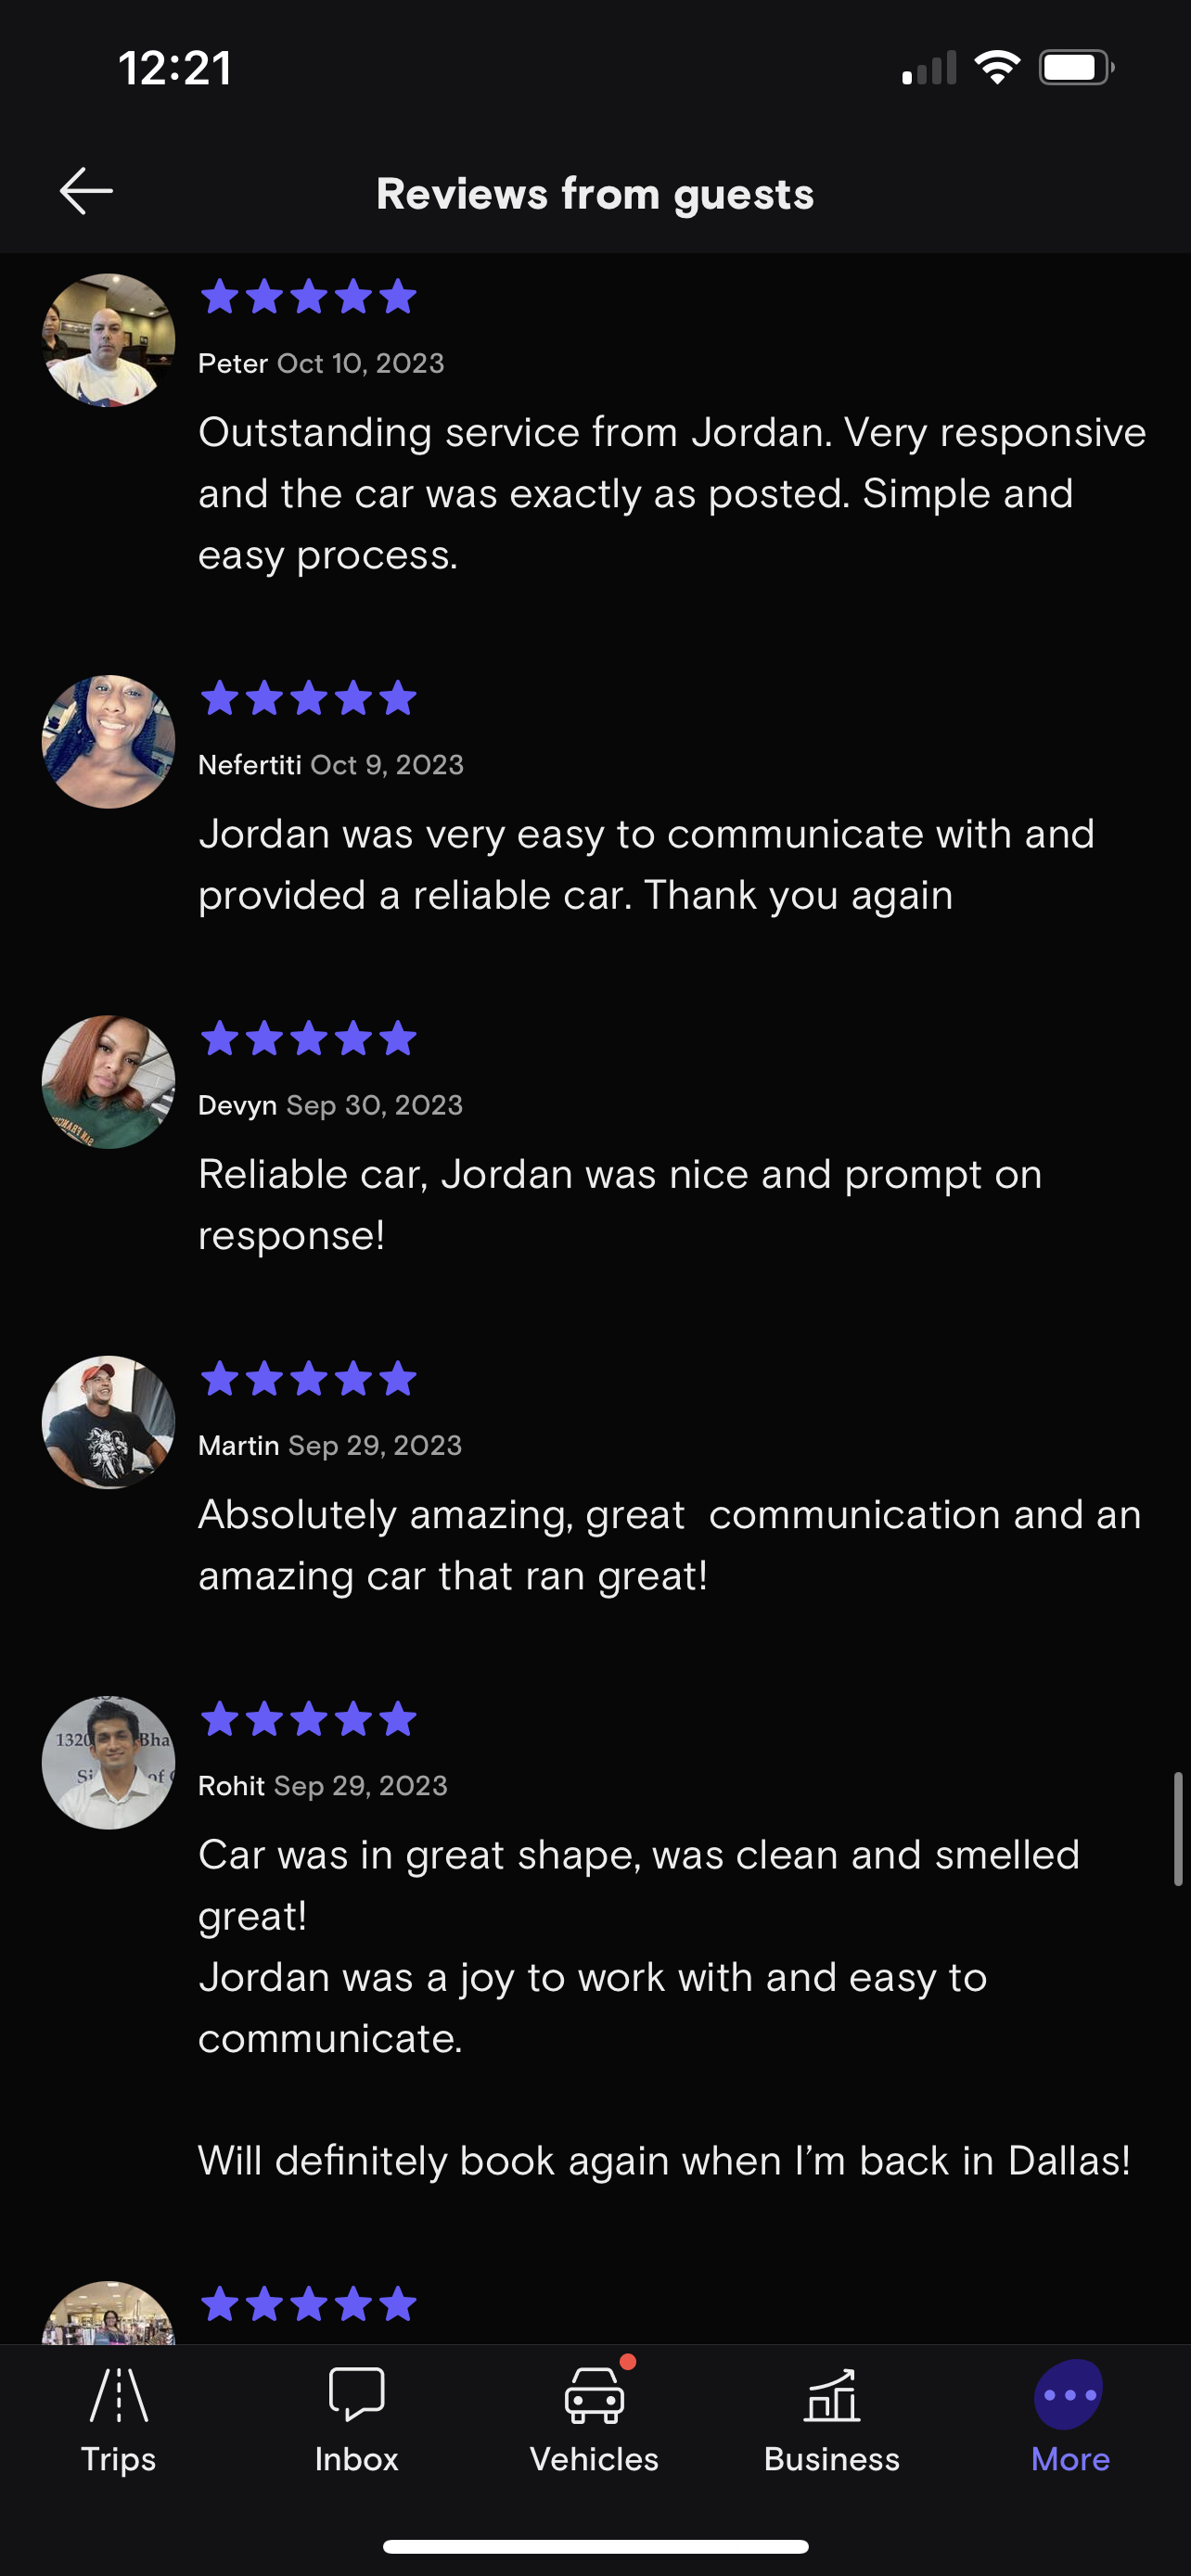 12:21
Reviews from guests
Peter Oct 10, 2023
Outstanding service from Jordan. Very responsive
and the car was exactly as posted. Simple and
easy process.
Nefertiti Oct 9, 2023
Jordan was very easy to communicate with and
provided a reliable car. Thank you again
Devyn Sep 30, 2023
Reliable car, Jordan was nice and prompt on
response!
Martin Sep 29, 2023
Absolutely amazing, great  communication and an
amazing car that ran great!
1320 Bha
Si of
Rohit Sep 29, 2023
Car was in great shape, was clean and smelled
great!
Jordan was a joy to work with and easy to
communicate.
Will definitely book again when I’m back in Dallas!
Trips
Inbox
Vehicles
Business
More